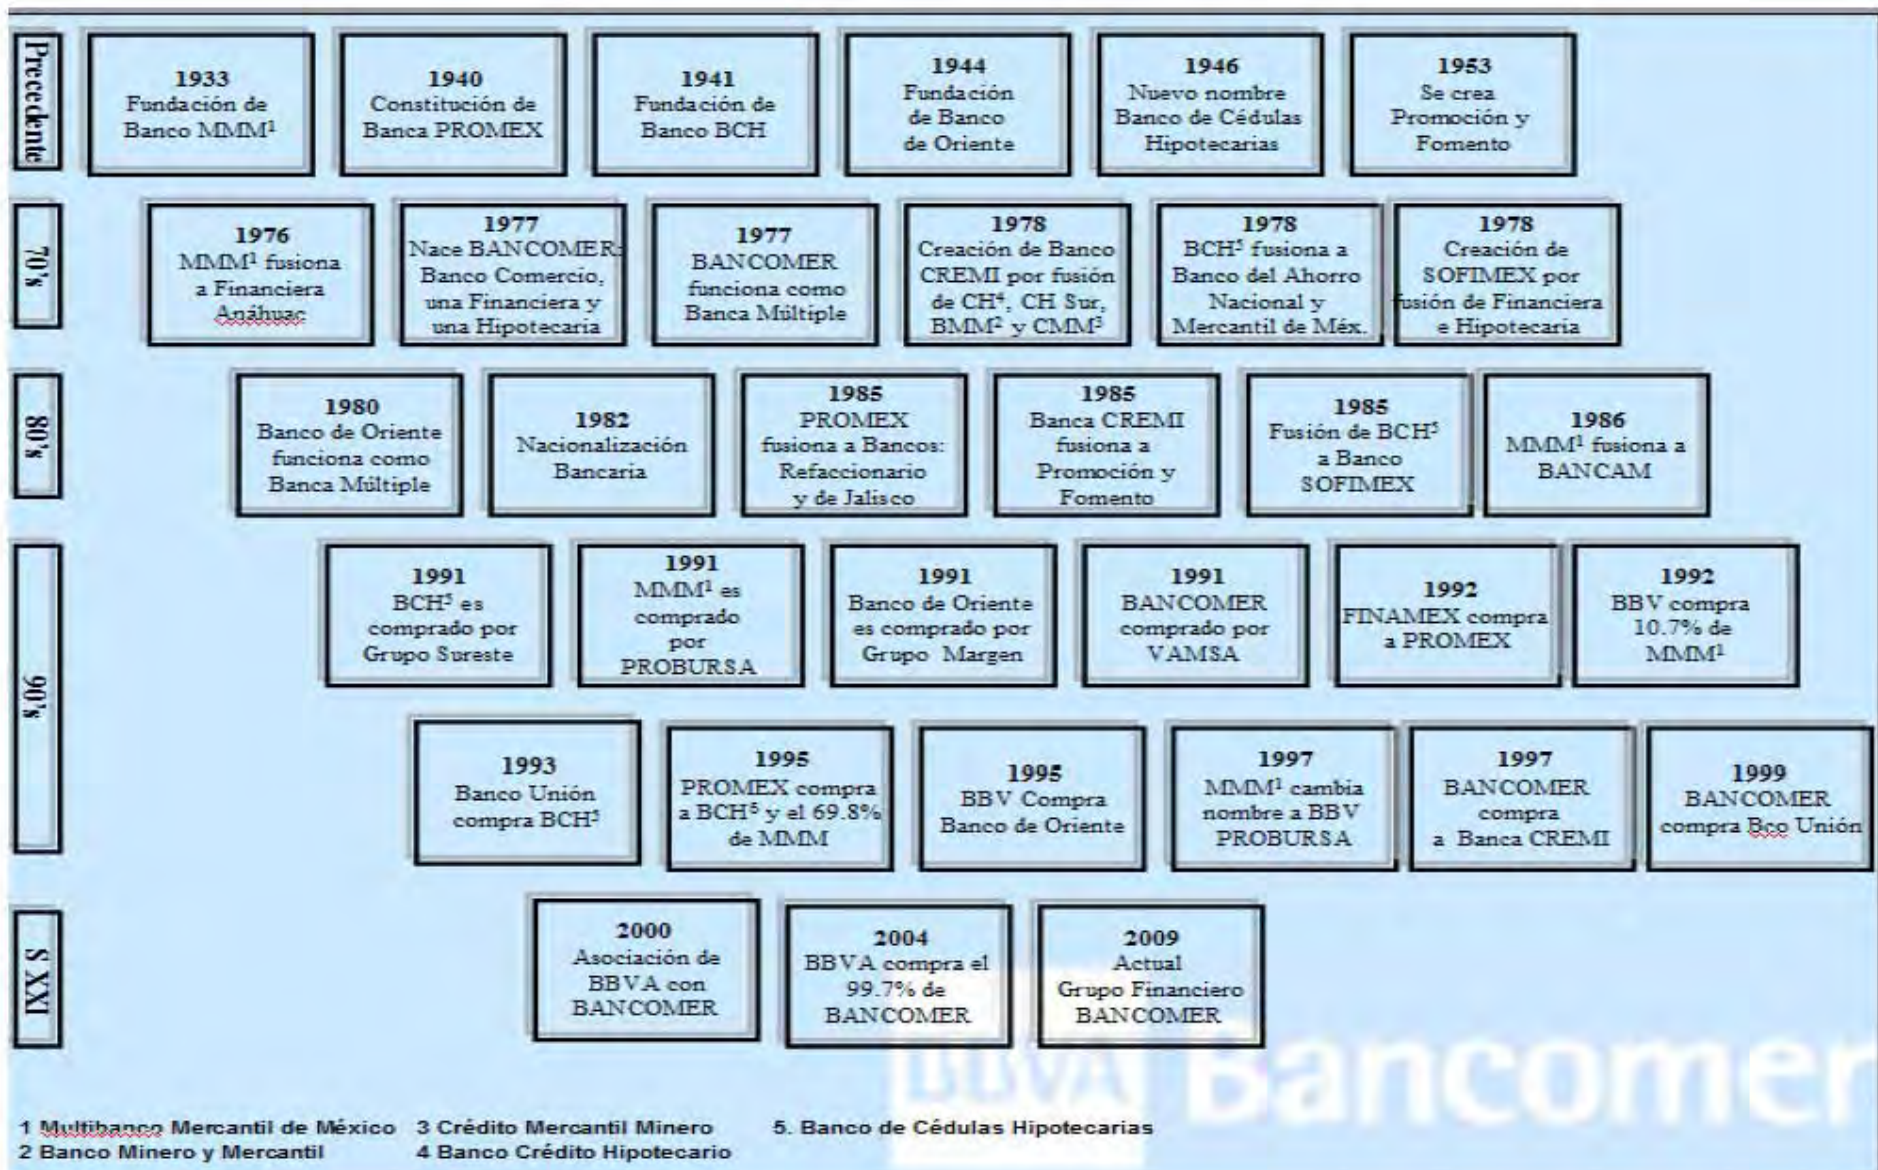 Precedente
1933
Fundación de
Banco MMM¹
1940
Constitución de
Banca PROMEX
1941
Fundación de
Banco BCH
1944
Fundación
de Banco
de Oriente
1946
Nuevo nombre
Banco de Cédulas
Hipotecarias
1953
Se crea
Promoción y
Fomento
70's
1976
MMM¹ fusiona
a Financiera
Anáhuac
1977
Nace BANCOMER:
Banco Comercio,
una Financiera y
una Hipotecaria
1977
BANCOMER
funciona como
Banca Múltiple
1978
Creación de Banco
CREMI por fusión
de CH⁴, CH Sur,
BMM² y CMM³
1978
BCH⁵ fusiona a
Banco del Ahorro
Nacional y
Mercantil de Méx.
1978
Creación de
SOFIMEX por
fusión de Financiera
e Hipotecaria
80's
1980
Banco de Oriente
funciona como
Banca Múltiple
1982
Nacionalización
Bancaria
1985
PROMEX
fusiona a Bancos:
Refaccionario
y de Jalisco
1985
Banca CREMI
fusiona a
Promoción y
Fomento
1985
Fusión de BCH⁵
a Banco
SOFIMEX
1986
MMM¹ fusiona a
BANCAM
90's
1991
BCH⁵ es
comprado por
Grupo Sureste
1991
MMM¹ es
comprado
por
PROBURSA
1991
Banco de Oriente
es comprado por
Grupo Margen
1991
BANCOMER
comprado por
VAMSA
1992
FINAMEX compra
a PROMEX
1992
BBV compra
10.7% de
MMM¹
1993
Banco Unión
compra BCH⁵
1995
PROMEX compra
a BCH⁵ y el 69.8%
de MMM
1995
BBV Compra
Banco de Oriente
1997
MMM¹ cambia
nombre a BBV
PROBURSA
1997
BANCOMER
compra
a Banca CREMI
1999
BANCOMER
compra Bco Unión
S XXI
2000
Asociación de
BBVA con
BANCOMER
2004
BBVA compra el
99.7% de
BANCOMER
2009
Actual
Grupo Financiero
BANCOMER
BBVA Bancomer
1 Multibanco Mercantil de México 3 Crédito Mercantil Minero 5. Banco de Cédulas Hipotecarias
2 Banco Minero y Mercantil 4 Banco Crédito Hipotecario